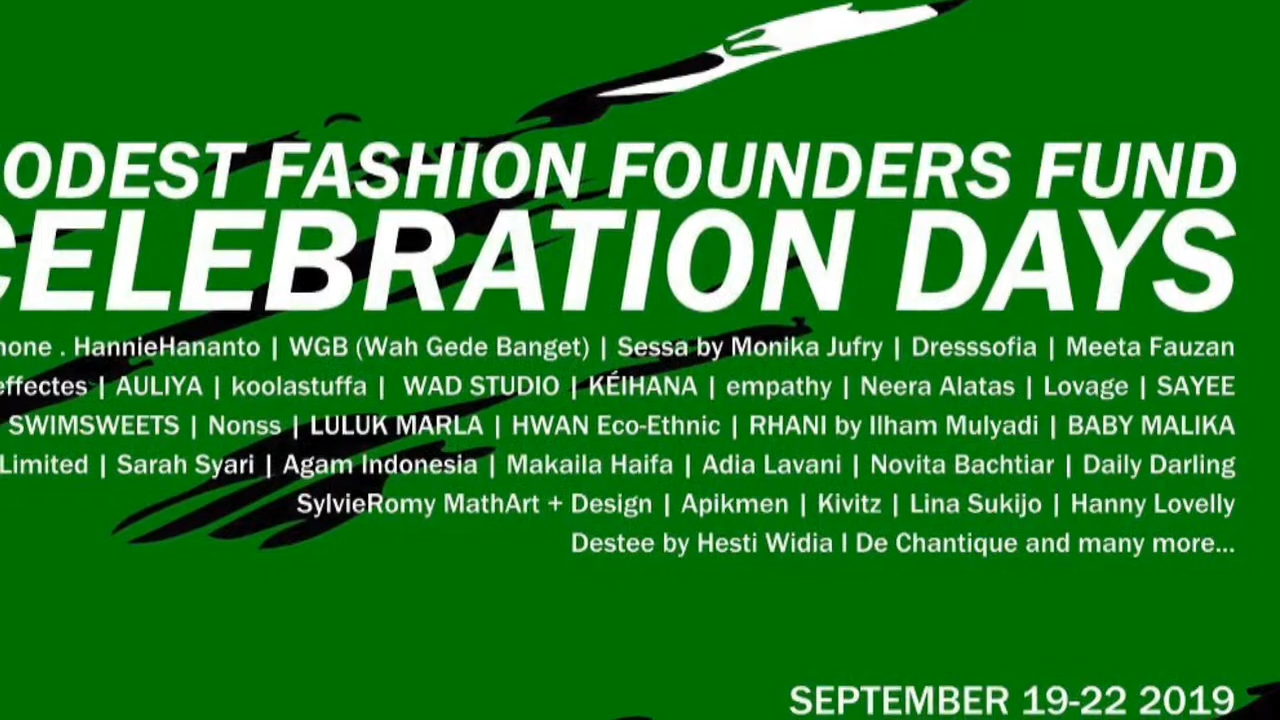 ODEST FASHION FOUNDERS FUND
CELEBRATION DAYS
none . HannieHananto | WGB (Wah Gede Banget) | Sessa by Monika Jufry | Dresssofia | Meeta Fauzan
effectes | AULIYA | koolastuffa | WAD STUDIO | KÉIHANA | empathy | Neera Alatas | Lovage | SAYEE
SWIMSWEETS | Nonss | LULUK MARLA | HWAN Eco-Ethnic | RHANI by Ilham Mulyadi | BABY MALIKA
Limited | Sarah Syari | Agam Indonesia | Makaila Haifa | Adia Lavani | Novita Bachtiar | Daily Darling
SylvieRomy MathArt + Design | Apikmen | Kivitz | Lina Sukijo | Hanny Lovelly
Destee by Hesti Widia I De Chantique and many more...
SEPTEMBER 19-22 2019